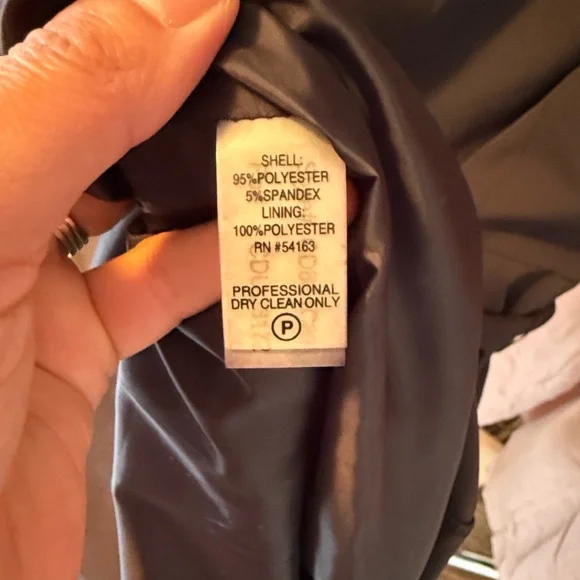 SHELL:
95%POLYESTER
5%SPANDEX
LINING:
100%POLYESTER
RN #54163
PROFESSIONAL
DRY CLEAN ONLY
P